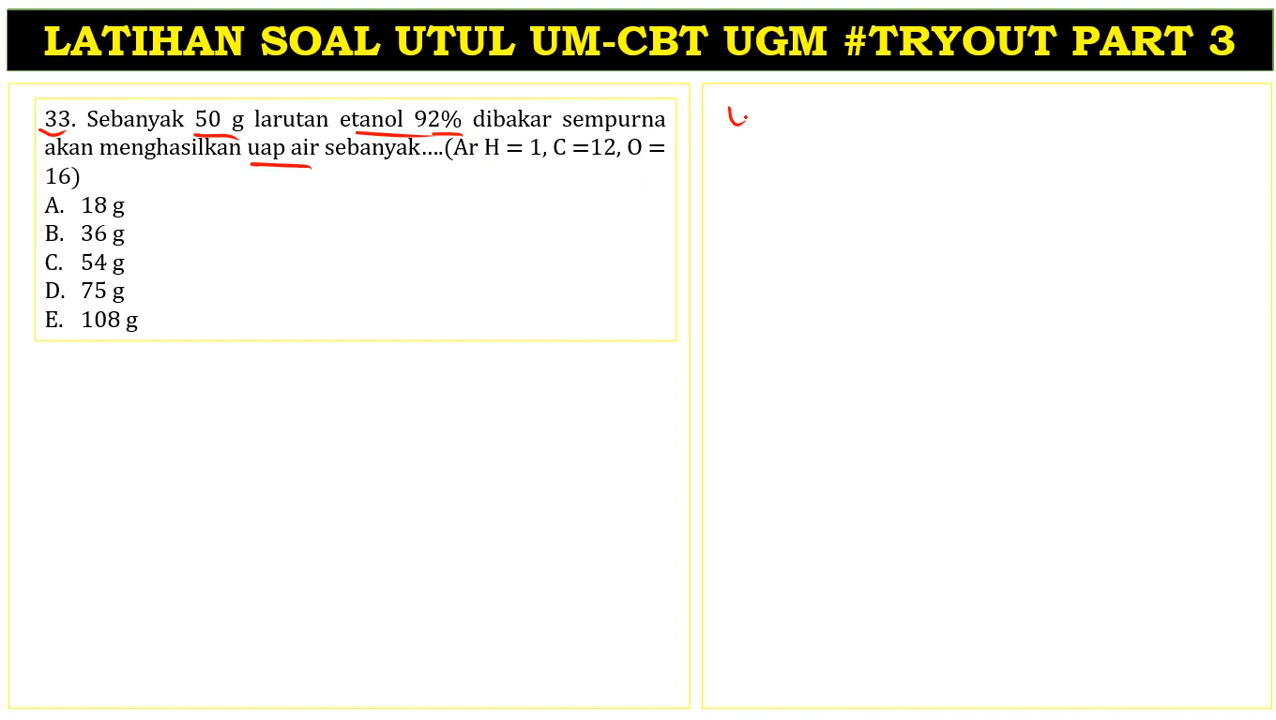 LATIHAN SOAL UTUL UM-CBT UGM #TRYOUT PART 3
33. Sebanyak 50 g larutan etanol 92% dibakar sempurna
akan menghasilkan uap air sebanyak....(Ar H = 1, C =12, O =
16)
A. 18 g
B. 36 g
C. 54 g
D. 75 g
E. 108 g